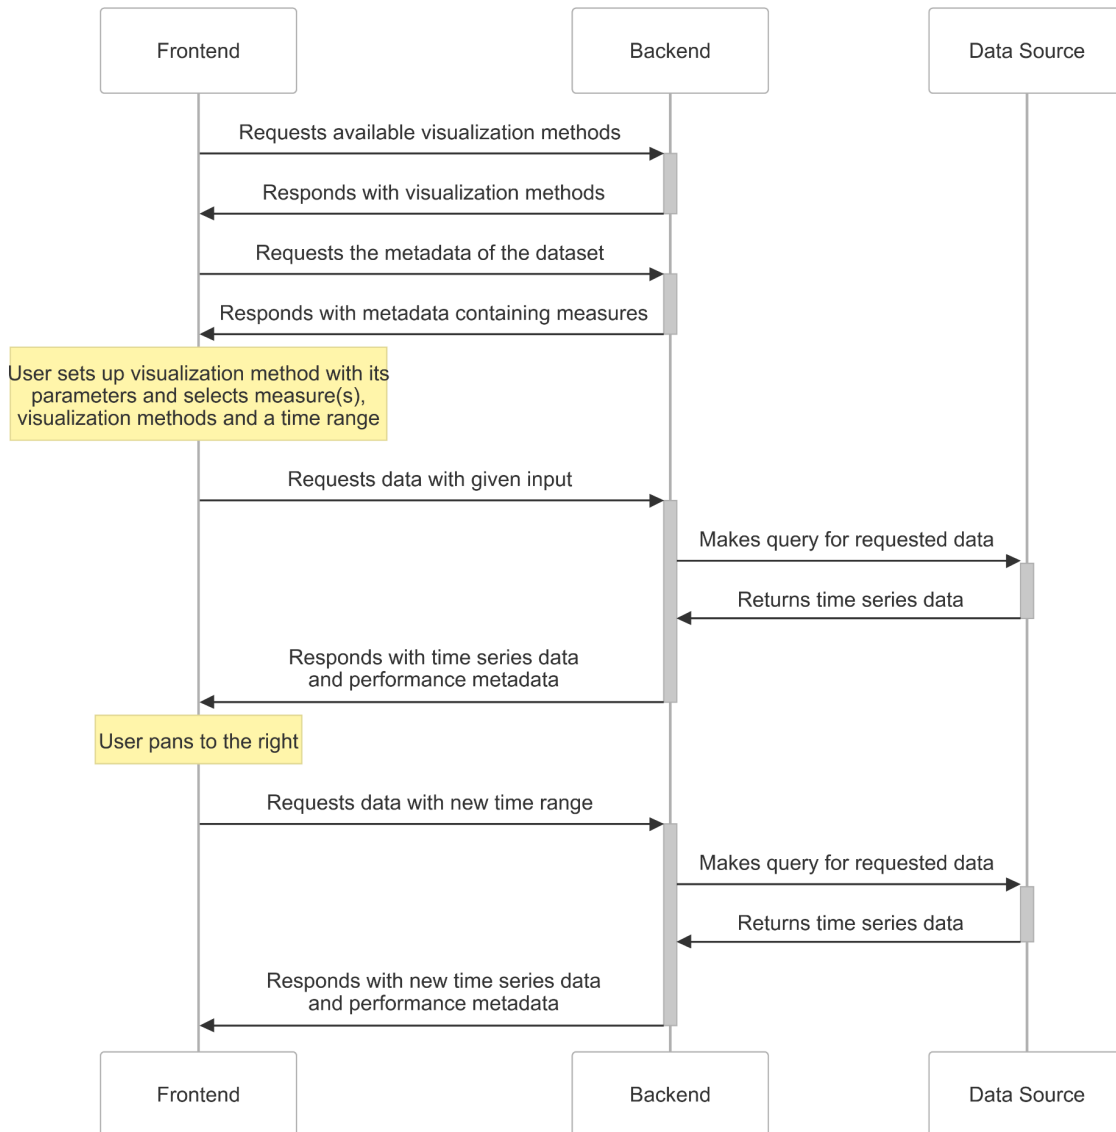 Frontend
Backend
Data Source
Requests available visualization methods
Responds with visualization methods
Requests the metadata of the dataset
Responds with metadata containing measures
User sets up visualization method with its
parameters and selects measure(s),
visualization methods and a time range
Requests data with given input
Makes query for requested data
Returns time series data
Responds with time series data
and performance metadata
User pans to the right
Requests data with new time range
Makes query for requested data
Returns time series data
Responds with new time series data
and performance metadata
Frontend
Backend
Data Source